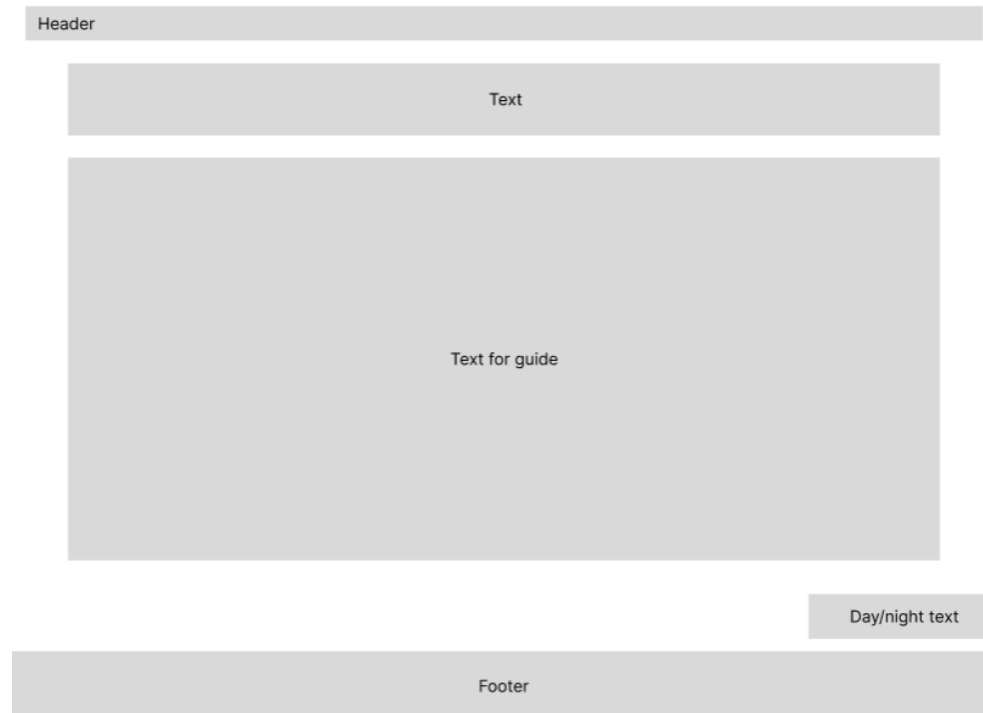 Header
Text
Text for guide
Day/night text
Footer